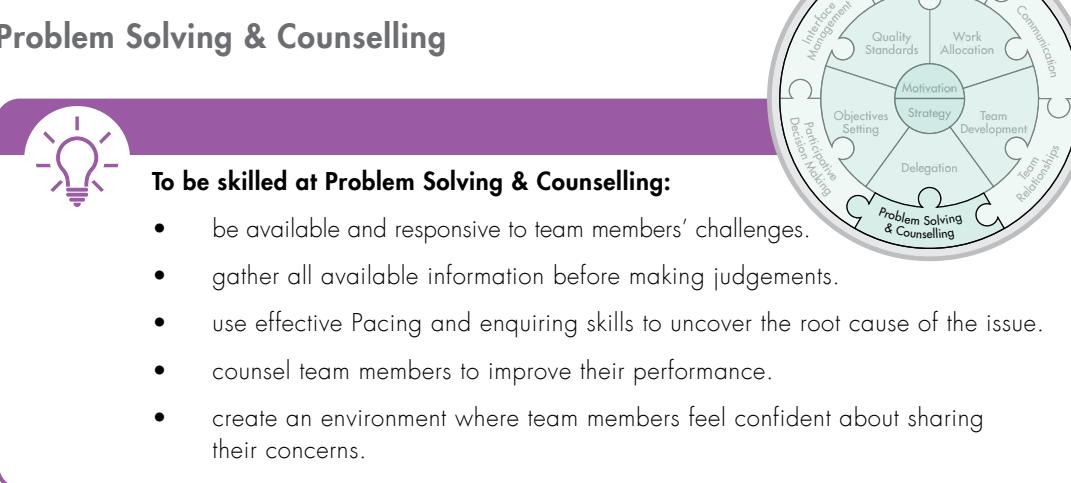 Problem Solving & Counselling
Interface
Management
Communication
Quality
Standards
Work
Allocation
Motivation
Strategy
Objectives
Setting
Team
Development
Participative
Decision Making
Delegation
Team
Relationships
Problem Solving
& Counselling
To be skilled at Problem Solving & Counselling:
• be available and responsive to team members’ challenges.
• gather all available information before making judgements.
• use effective Pacing and enquiring skills to uncover the root cause of the issue.
• counsel team members to improve their performance.
• create an environment where team members feel confident about sharing
their concerns.